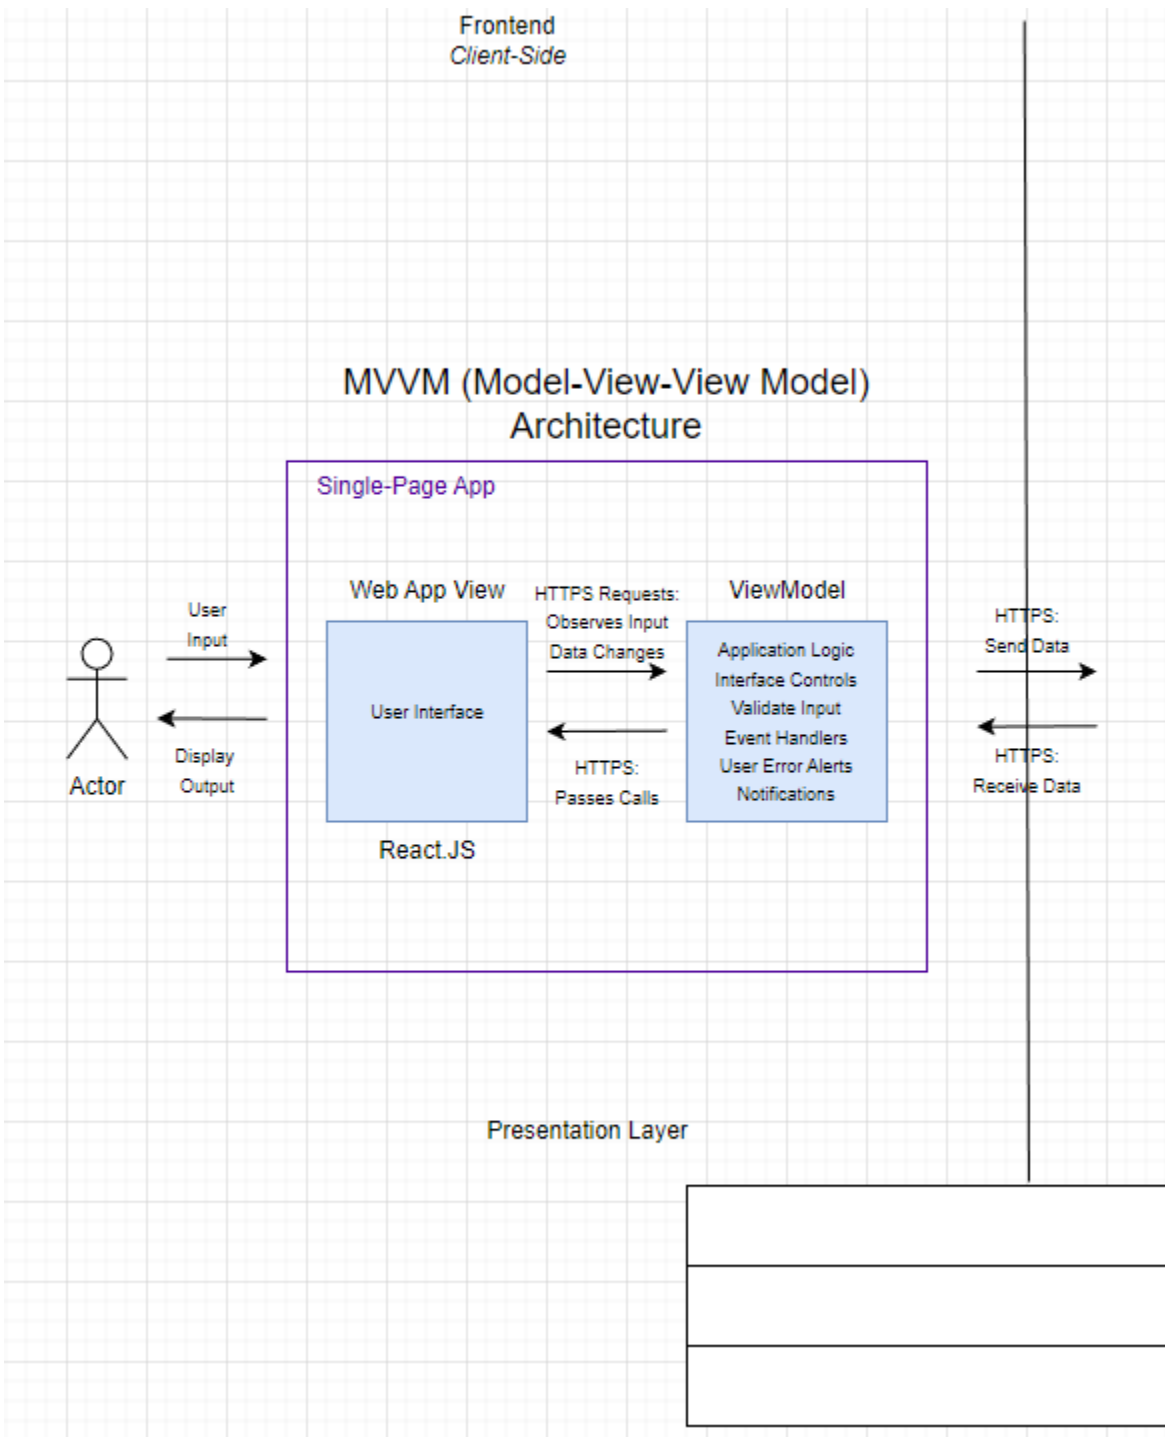 Frontend
Client-Side
MVVM (Model-View-View Model)
Architecture
Single-Page App
Web App View
HTTPS Requests:
Observes Input
Data Changes
ViewModel
User
Input
HTTPS:
Send Data
User Interface
Application Logic
Interface Controls
Validate Input
Event Handlers
User Error Alerts
Notifications
Actor
Display
Output
HTTPS:
Passes Calls
HTTPS:
Receive Data
React.JS
Presentation Layer